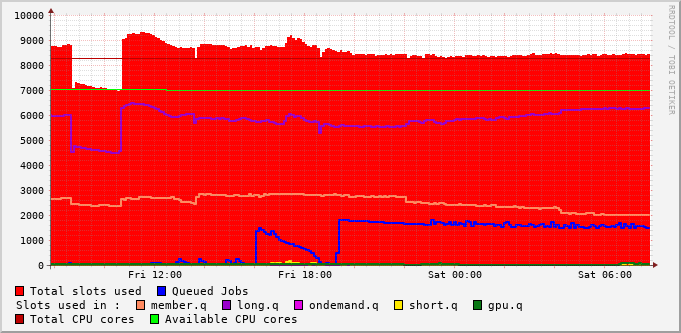 10000
9000
8000
7000
6000
5000
4000
3000
2000
1000
0
Fri 12:00 Fri 18:00 Sat 00:00 Sat 06:00
RRDTOOL / TOBI OETIKER
Total slots used Queued Jobs
Slots used in : member.q long.q ondemand.q short.q gpu.q
Total CPU cores Available CPU cores